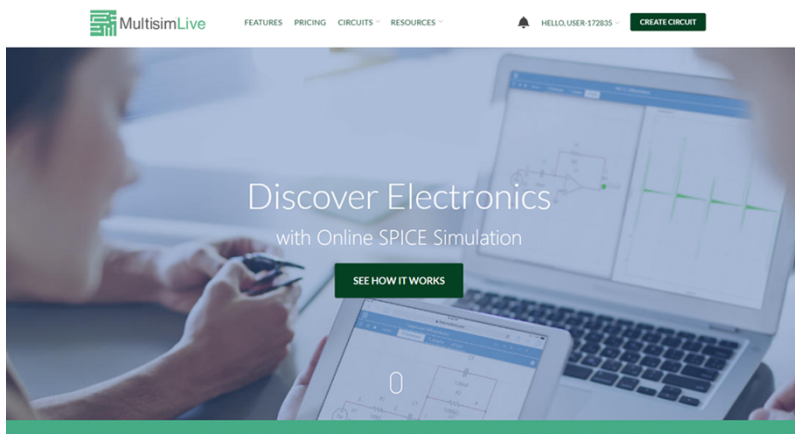 MultisimLive
FEATURES
PRICING
CIRCUITS
RESOURCES
HELLO, USER-172835
CREATE CIRCUIT
Discover Electronics
with Online SPICE Simulation
SEE HOW IT WORKS